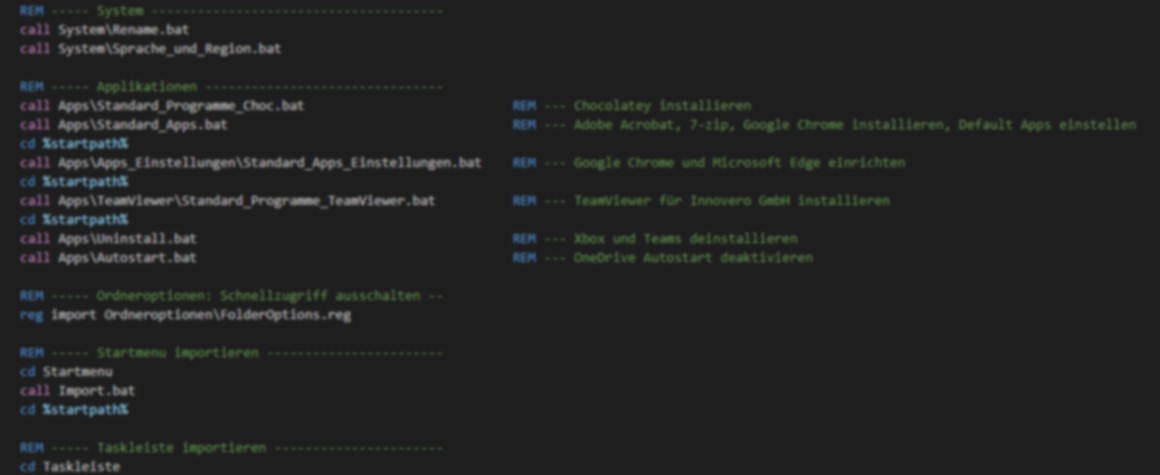 REM ----- System --------------------------------------
call System\Rename.bat
call System\Sprache_und_Region.bat
REM ----- Applikationen -------------------------------
call Apps\Standard_Programme_Choc.bat REM --- Chocolatey installieren
call Apps\Standard_Apps.bat REM --- Adobe Acrobat, 7-zip, Google Chrome installieren, Default Apps einstellen
cd %startpath%
call Apps\Apps_Einstellungen\Standard_Apps_Einstellungen.bat REM --- Google Chrome und Microsoft Edge einrichten
cd %startpath%
call Apps\TeamViewer\Standard_Programme_TeamViewer.bat REM --- TeamViewer für Innovero GmbH installieren
cd %startpath%
call Apps\Uninstall.bat REM --- Xbox und Teams deinstallieren
call Apps\Autostart.bat REM --- OneDrive Autostart deaktivieren
REM ----- Ordneroptionen: Schnellzugriff ausschalten --
reg import Ordneroptionen\FolderOptions.reg
REM ----- Startmenu importieren -----------------------
cd Startmenu
call Import.bat
cd %startpath%
REM ----- Taskleiste importieren ----------------------
cd Taskleiste